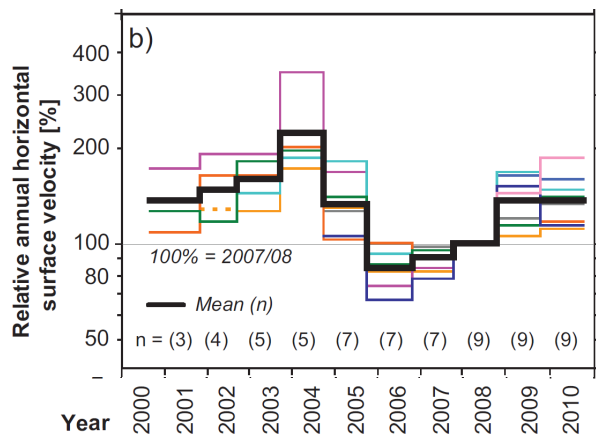 b)
Relative annual horizontal
surface velocity [%]
400
300
200
100
80
60
50
100% = 2007/08
Mean (n)
n = (3) (4) (5) (5) (7) (7) (7) (9) (9) (9)
Year 2000 2001 2002 2003 2004 2005 2006 2007 2008 2009 2010